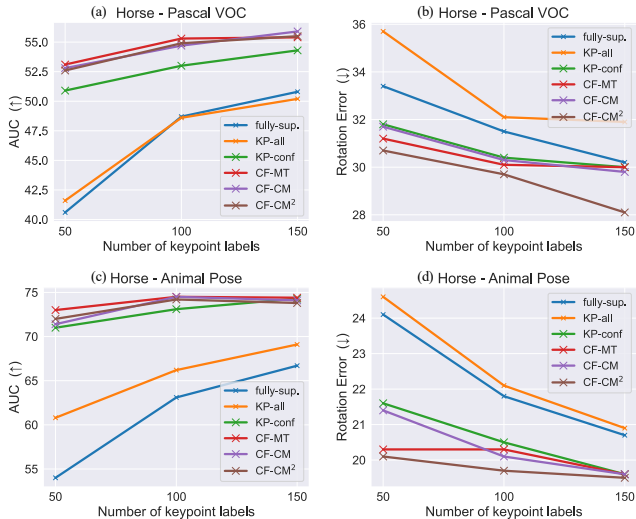 (a) Horse - Pascal VOC
AUC (↑)
55.0
52.5
50.0
47.5
45.0
42.5
40.0
50
100
150
Number of keypoint labels
fully-sup.
KP-all
KP-conf
CF-MT
CF-CM
CF-CM²
(b) Horse - Pascal VOC
Rotation Error (↓)
36
34
32
30
28
50
100
150
Number of keypoint labels
fully-sup.
KP-all
KP-conf
CF-MT
CF-CM
CF-CM²
(c) Horse - Animal Pose
AUC (↑)
75
70
65
60
55
50
100
150
Number of keypoint labels
fully-sup.
KP-all
KP-conf
CF-MT
CF-CM
CF-CM²
(d) Horse - Animal Pose
Rotation Error (↓)
24
23
22
21
20
50
100
150
Number of keypoint labels
fully-sup.
KP-all
KP-conf
CF-MT
CF-CM
CF-CM²